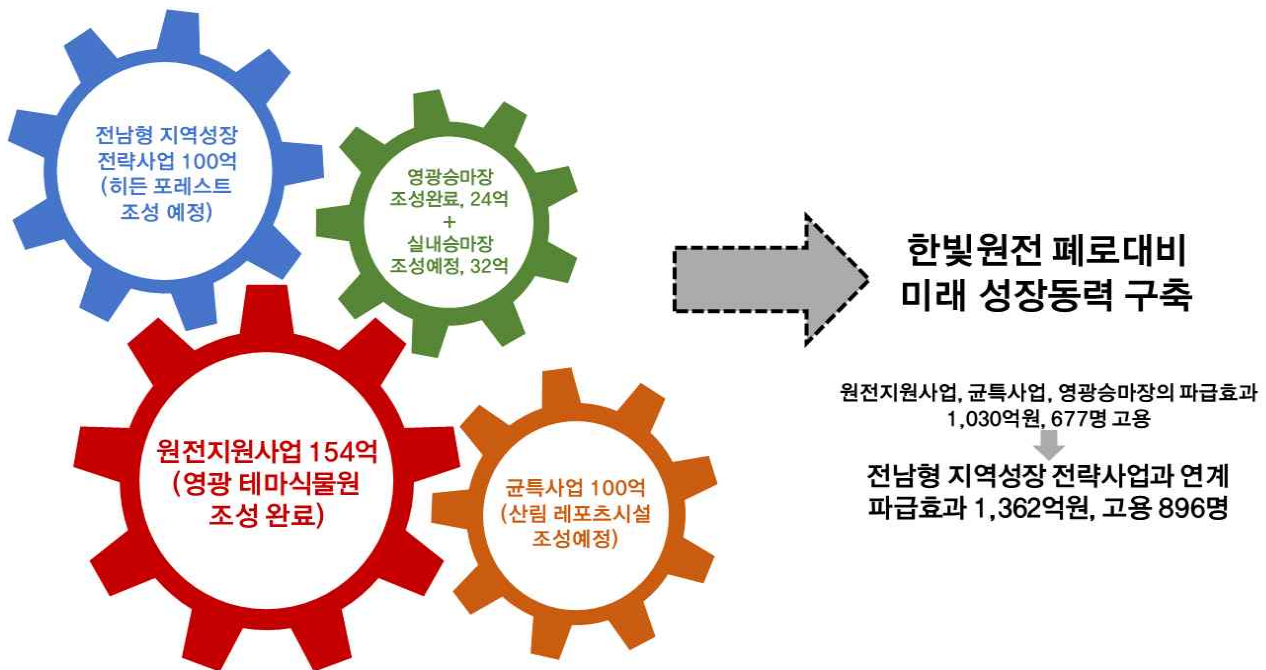 전남형 지역성장
전략사업 100억
(히든 포레스트
조성 예정)
영광승마장
조성완료, 24억
+
실내승마장
조성예정, 32억
원전지원사업 154억
(영광 테마식물원
조성 완료)
균특사업 100억
(산림 레포츠시설
조성예정)
한빛원전 폐로대비
미래 성장동력 구축
원전지원사업, 균특사업, 영광승마장의 파급효과
1,030억원, 677명 고용
전남형 지역성장 전략사업과 연계
파급효과 1,362억원, 고용 896명